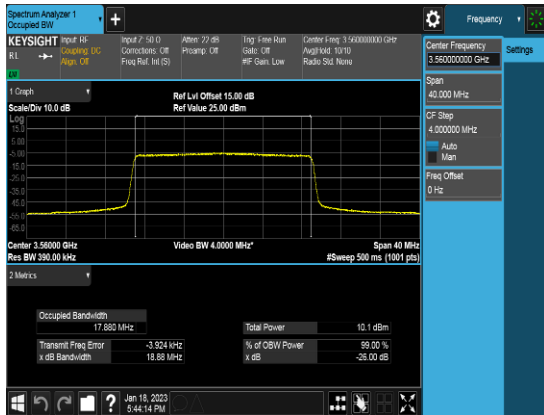 Spectrum Analyzer 1
Occupied BW
+
Frequency
KEYSIGHT
RL
Input: RF
Coupling: DC
Align: Off
Input Z: 50 Ω
Corrections: Off
Freq Ref: Int (S)
Atten: 22 dB
Preamp: Off
Trig: Free Run
Gate: Off
#IF Gain: Low
Center Freq: 3.560000000 GHz
Avg|Hold: 10/10
Radio Std: None
Center Frequency
3.560000000 GHz
Settings
Span
40.000 MHz
CF Step
4.000000 MHz
Auto
Man
Freq Offset
0 Hz
1 Graph
Scale/Div 10.0 dB
Ref Lvl Offset 15.00 dB
Ref Value 25.00 dBm
Log
15.0
5.00
-5.00
-15.0
-25.0
-35.0
-45.0
-55.0
-65.0
Center 3.56000 GHz
Res BW 390.00 kHz
Video BW 4.0000 MHz*
Span 40 MHz
#Sweep 500 ms (1001 pts)
2 Metrics
Occupied Bandwidth
17.880 MHz
Transmit Freq Error -3.924 kHz
x dB Bandwidth 18.88 MHz
Total Power 10.1 dBm
% of OBW Power 99.00 %
x dB -26.00 dB
?
Jan 18, 2023
5:44:14 PM